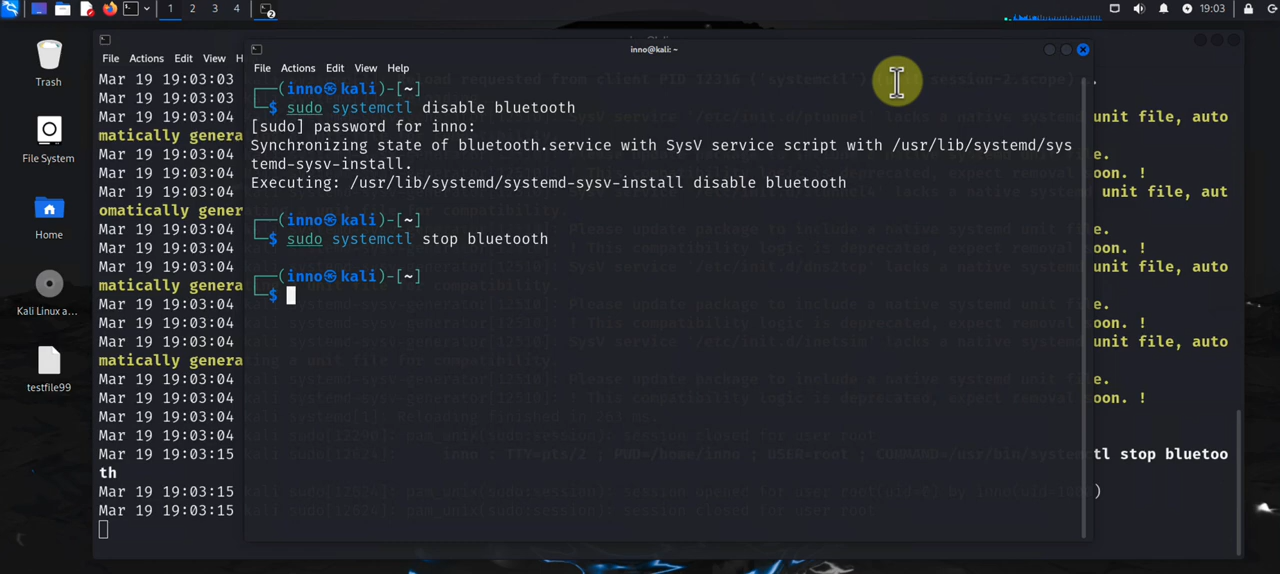 1 2 3 4
2
19:03
Trash
File System
Home
Kali Linux a...
testfile99
File Actions Edit View H
Mar 19 19:03:03
Mar 19 19:03:03
Mar 19 19:03:04
matically genera
Mar 19 19:03:04
Mar 19 19:03:04
Mar 19 19:03:04
omatically gener
Mar 19 19:03:04
Mar 19 19:03:04
Mar 19 19:03:04
matically genera
Mar 19 19:03:04
Mar 19 19:03:04
Mar 19 19:03:04
matically genera
Mar 19 19:03:04
Mar 19 19:03:04
Mar 19 19:03:04
Mar 19 19:03:04
Mar 19 19:03:15
th
Mar 19 19:03:15
Mar 19 19:03:15
inno@kali: ~
File Actions Edit View Help
┌──(inno㉿kali)-[~]
└─$ sudo systemctl disable bluetooth
[sudo] password for inno:
Synchronizing state of bluetooth.service with SysV service script with /usr/lib/systemd/sys
temd-sysv-install.
Executing: /usr/lib/systemd/systemd-sysv-install disable bluetooth
┌──(inno㉿kali)-[~]
└─$ sudo systemctl stop bluetooth
┌──(inno㉿kali)-[~]
└─$
unit file, auto
e.
oon. !
unit file, aut
e.
oon. !
unit file, auto
e.
oon. !
unit file, auto
e.
oon. !
tl stop bluetoo
)